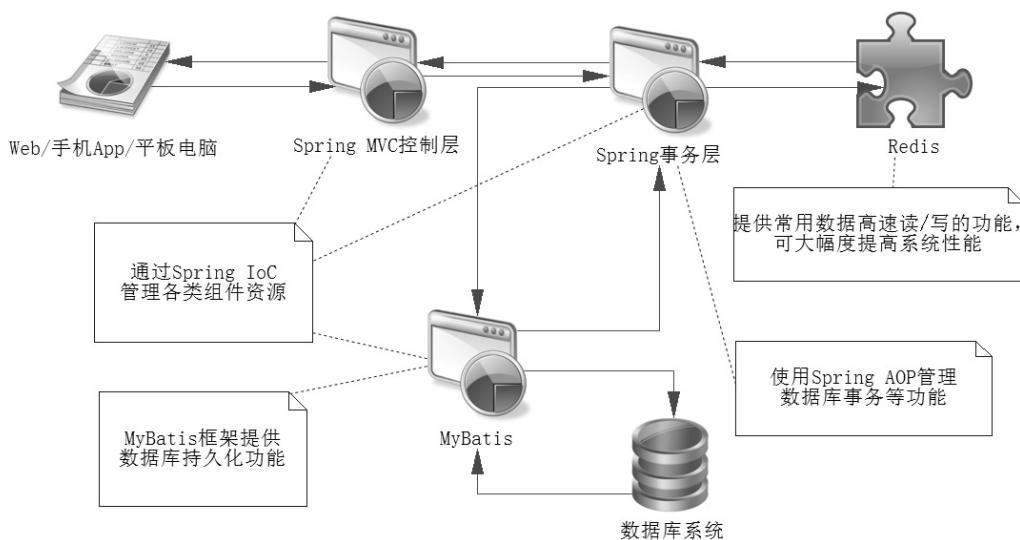 Web/手机App/平板电脑
Spring MVC控制层
Spring事务层
Redis
提供常用数据高速读/写的功能，
可大幅度提高系统性能
通过Spring IoC
管理各类组件资源
使用Spring AOP管理
数据库事务等功能
MyBatis框架提供
数据库持久化功能
MyBatis
数据库系统